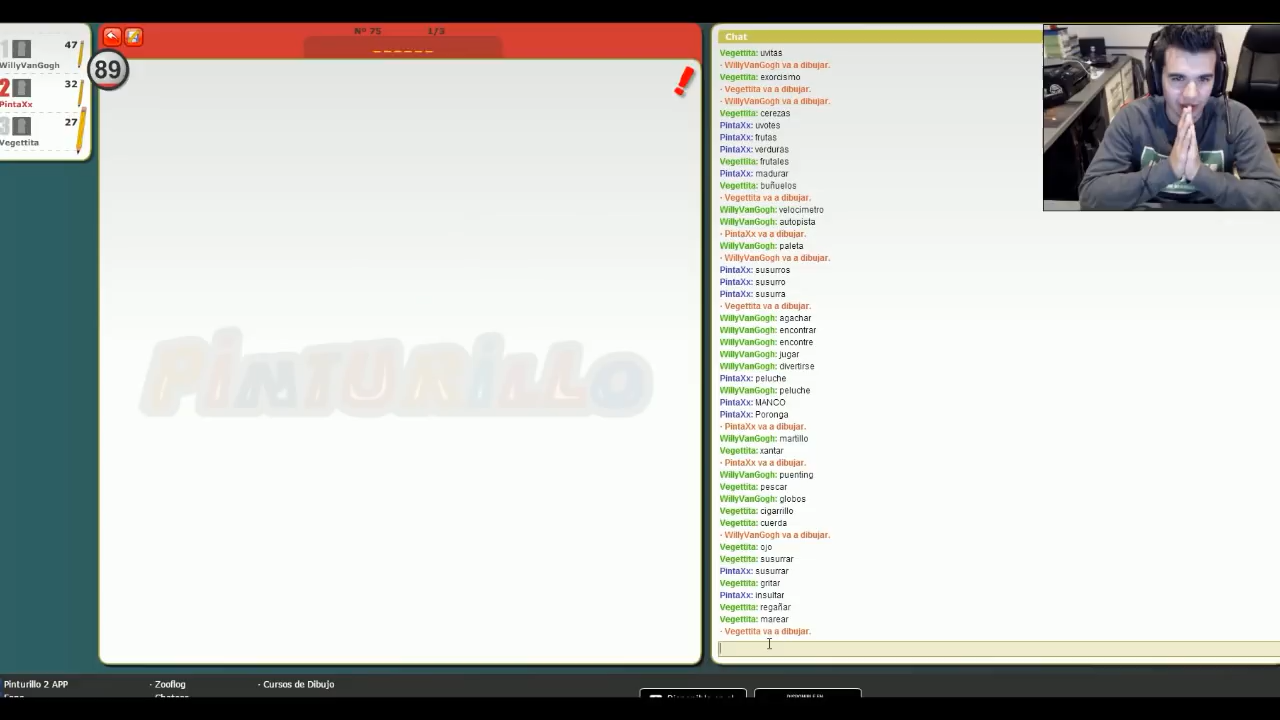 Nº 75 1/3
_ _ _ _ _ _
89
1 47
WillyVanGogh
2 32
PintaXx
3 27
Vegettita
PiNTURiLLO
Chat
Vegettita: uvitas
· WillyVanGogh va a dibujar.
Vegettita: exorcismo
· Vegettita va a dibujar.
· WillyVanGogh va a dibujar.
Vegettita: cerezas
PintaXx: uvotes
PintaXx: frutas
PintaXx: verduras
Vegettita: frutales
PintaXx: madurar
Vegettita: buñuelos
· Vegettita va a dibujar.
WillyVanGogh: velocimetro
WillyVanGogh: autopista
· PintaXx va a dibujar.
WillyVanGogh: paleta
· WillyVanGogh va a dibujar.
PintaXx: susurros
PintaXx: susurro
PintaXx: susurra
· Vegettita va a dibujar.
WillyVanGogh: agachar
WillyVanGogh: encontrar
WillyVanGogh: encontre
WillyVanGogh: jugar
WillyVanGogh: divertirse
PintaXx: peluche
WillyVanGogh: peluche
PintaXx: MANCO
PintaXx: Poronga
· PintaXx va a dibujar.
WillyVanGogh: martillo
Vegettita: xantar
· PintaXx va a dibujar.
WillyVanGogh: puenting
Vegettita: pescar
WillyVanGogh: globos
Vegettita: cigarrillo
Vegettita: cuerda
· WillyVanGogh va a dibujar.
Vegettita: ojo
Vegettita: susurrar
PintaXx: susurrar
Vegettita: gritar
PintaXx: insultar
Vegettita: regañar
Vegettita: marear
· Vegettita va a dibujar.
Pinturillo 2 APP · Zooflog · Cursos de Dibujo